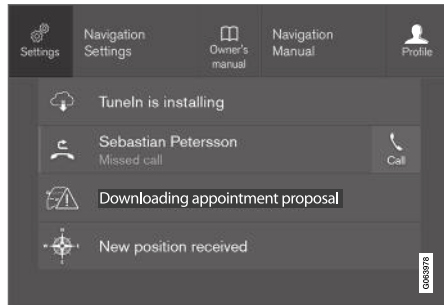 Settings
Navigation
Settings
Owner's
manual
Navigation
Manual
Profile
TuneIn is installing
Sebastian Petersson
Missed call
Call
Downloading appointment proposal
New position received
G063978